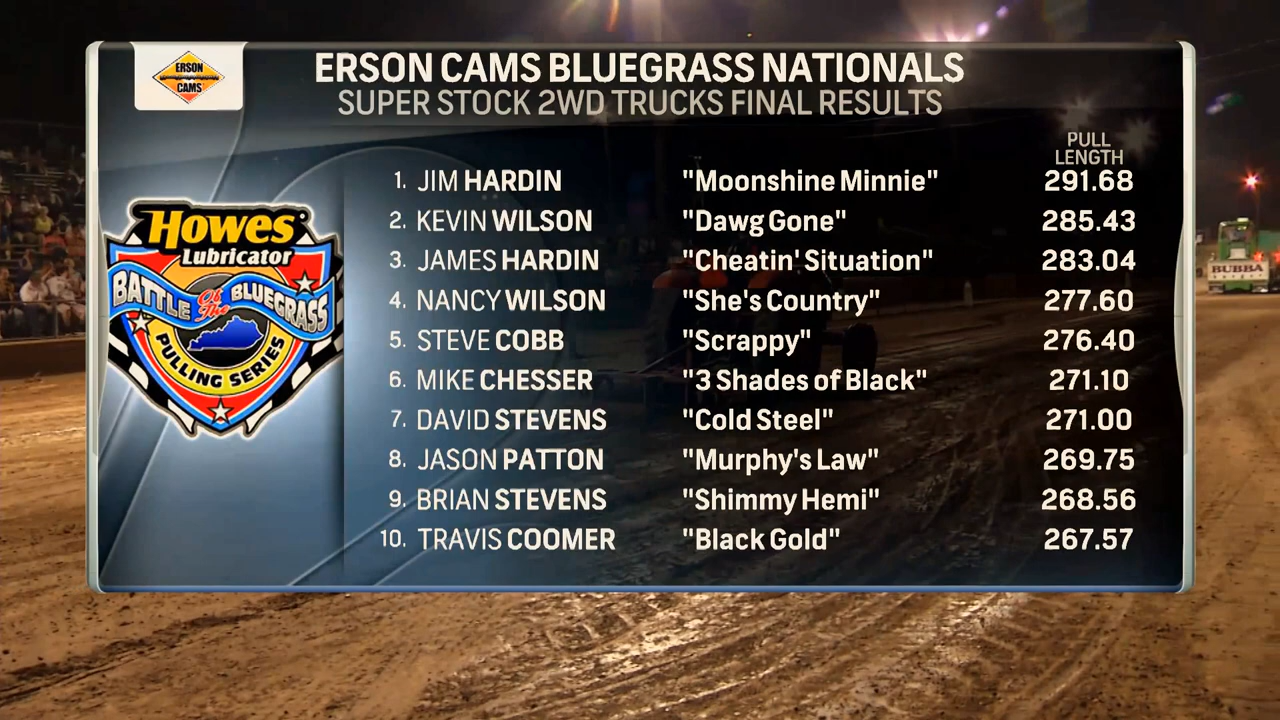 ERSON
CAMS
ERSON CAMS BLUEGRASS NATIONALS
SUPER STOCK 2WD TRUCKS FINAL RESULTS
PULL
LENGTH
1. JIM HARDIN "Moonshine Minnie" 291.68
2. KEVIN WILSON "Dawg Gone" 285.43
3. JAMES HARDIN "Cheatin' Situation" 283.04
4. NANCY WILSON "She's Country" 277.60
5. STEVE COBB "Scrappy" 276.40
6. MIKE CHESSER "3 Shades of Black" 271.10
7. DAVID STEVENS "Cold Steel" 271.00
8. JASON PATTON "Murphy's Law" 269.75
9. BRIAN STEVENS "Shimmy Hemi" 268.56
10. TRAVIS COOMER "Black Gold" 267.57
Howes®
Lubricator
BATTLE Of The BLUEGRASS
PULLING SERIES
BUBBA